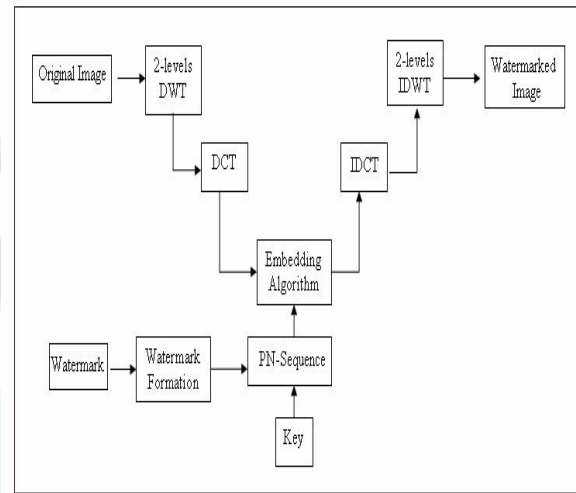 Original Image
2-levels
DWT
2-levels
IDWT
Watermarked
Image
DCT
IDCT
Embedding
Algorithm
Watermark
Watermark
Formation
PN-Sequence
Key